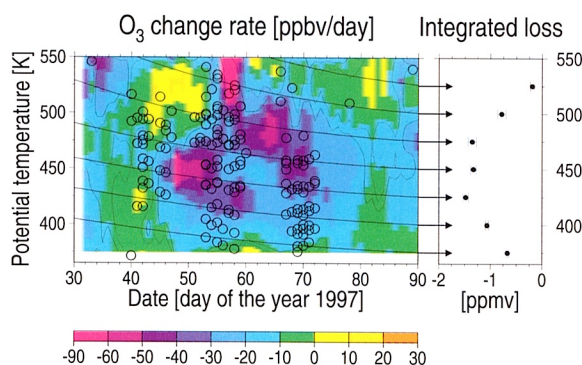 O3 change rate [ppbv/day] Integrated loss
Potential temperature [K]
550 550
500 500
450 450
400 400
30 40 50 60 70 80 90 -2 -1 0
Date [day of the year 1997] [ppmv]
-90 -60 -50 -40 -30 -20 -10 0 10 20 30